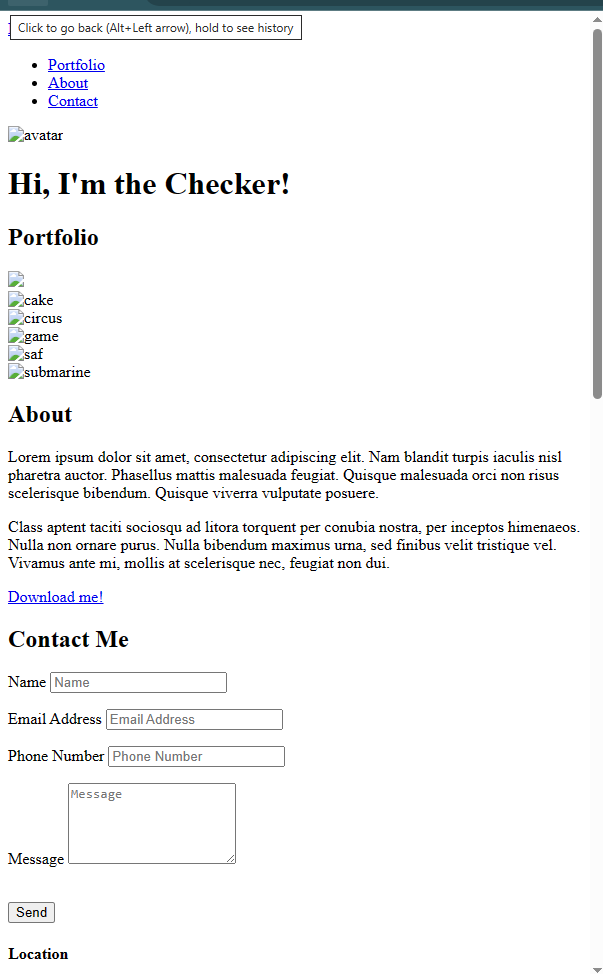 Click to go back (Alt+Left arrow), hold to see history
Portfolio
About
Contact
avatar
Hi, I'm the Checker!
Portfolio
cake
circus
game
saf
submarine
About
Lorem ipsum dolor sit amet, consectetur adipiscing elit. Nam blandit turpis iaculis nisl
pharetra auctor. Phasellus mattis malesuada feugiat. Quisque malesuada orci non risus
scelerisque bibendum. Quisque viverra vulputate posuere.
Class aptent taciti sociosqu ad litora torquent per conubia nostra, per inceptos himenaeos.
Nulla non ornare purus. Nulla bibendum maximus urna, sed finibus velit tristique vel.
Vivamus ante mi, mollis at scelerisque nec, feugiat non dui.
Download me!
Contact Me
Name Name
Email Address Email Address
Phone Number Phone Number
Message
Message
Send
Location